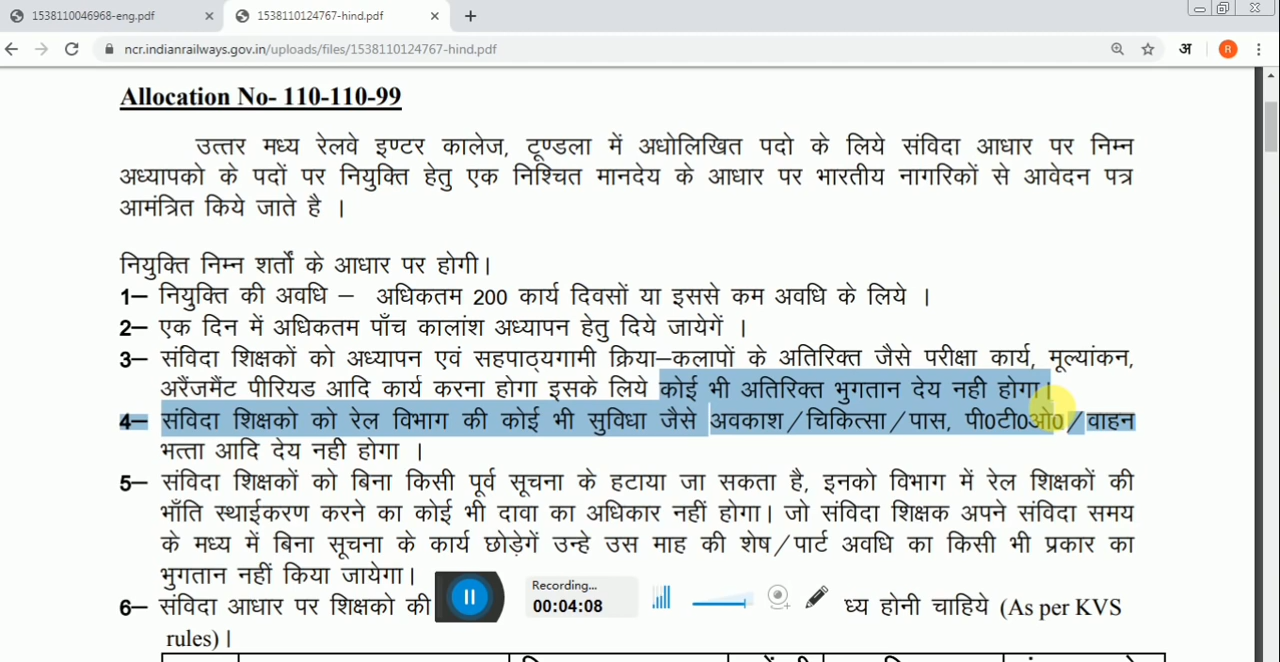 1538110046968-eng.pdf
1538110124767-hind.pdf
ncr.indianrailways.gov.in/uploads/files/1538110124767-hind.pdf
अ
R
Allocation No- 110-110-99
उत्तर मध्य रेलवे इण्टर कालेज, टूण्डला में अधोलिखित पदो के लिये संविदा आधार पर निम्न
अध्यापको के पदों पर नियुक्ति हेतु एक निश्चित मानदेय के आधार पर भारतीय नागरिकों से आवेदन पत्र
आमंत्रित किये जाते है ।
नियुक्ति निम्न शर्तों के आधार पर होगी।
1– नियुक्ति की अवधि – अधिकतम 200 कार्य दिवसों या इससे कम अवधि के लिये ।
2– एक दिन में अधिकतम पाँच कालांश अध्यापन हेतु दिये जायेगें ।
3– संविदा शिक्षकों को अध्यापन एवं सहपाठ्यगामी क्रिया–कलापों के अतिरिक्त जैसे परीक्षा कार्य, मूल्यांकन,
अरैंजमैंट पीरियड आदि कार्य करना होगा इसके लिये कोई भी अतिरिक्त भुगतान देय नही होगा।
4– संविदा शिक्षको को रेल विभाग की कोई भी सुविधा जैसे अवकाश/चिकित्सा/पास, पी0टी0ओ0/वाहन
भत्ता आदि देय नही होगा ।
5– संविदा शिक्षकों को बिना किसी पूर्व सूचना के हटाया जा सकता है, इनको विभाग में रेल शिक्षकों की
भाँति स्थाईकरण करने का कोई भी दावा का अधिकार नहीं होगा। जो संविदा शिक्षक अपने संविदा समय
के मध्य में बिना सूचना के कार्य छोड़ेगें उन्हे उस माह की शेष/पार्ट अवधि का किसी भी प्रकार का
भुगतान नहीं किया जायेगा।
Recording...
00:04:08
6– संविदा आधार पर शिक्षको की ध्य होनी चाहिये (As per KVS
rules)।